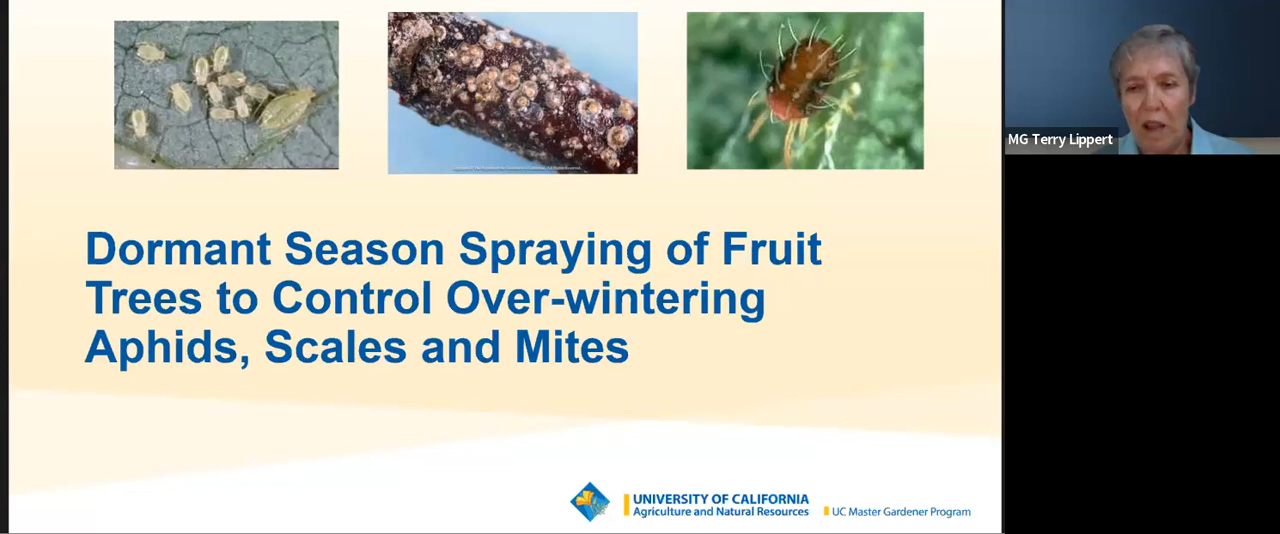 MG Terry Lippert
Dormant Season Spraying of Fruit
Trees to Control Over-wintering
Aphids, Scales and Mites
UNIVERSITY OF CALIFORNIA
Agriculture and Natural Resources
UC Master Gardener Program